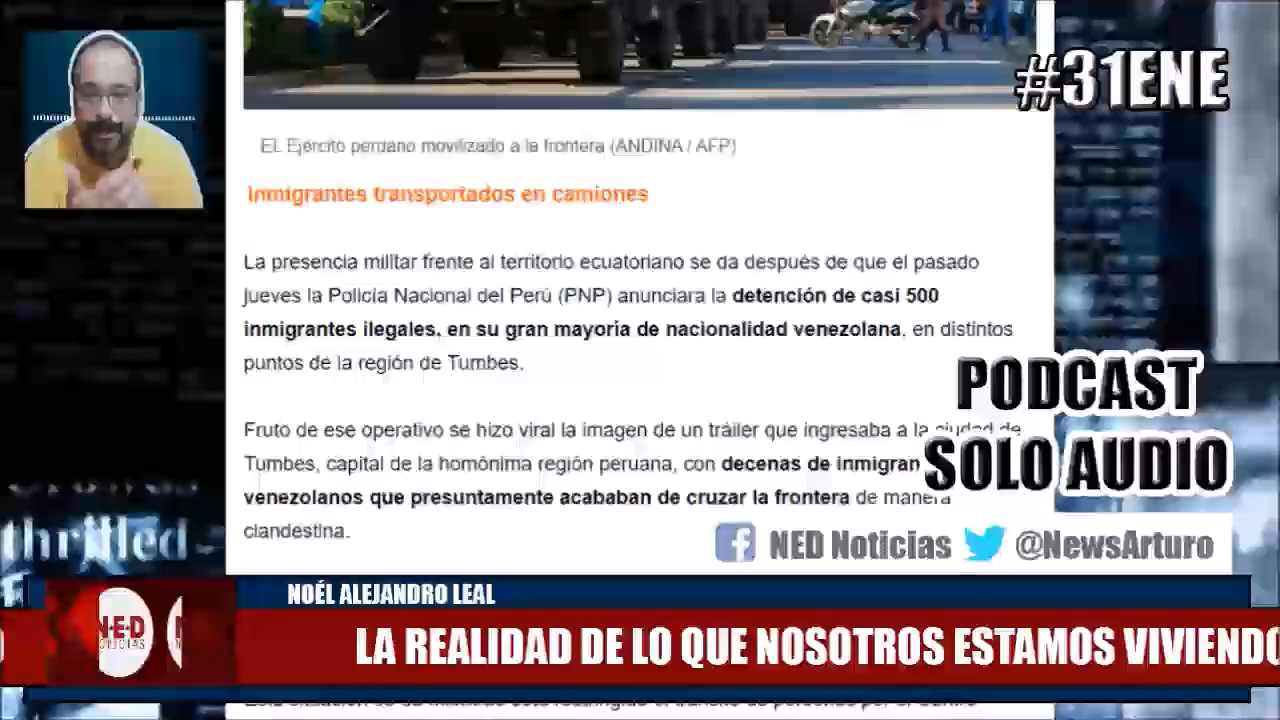 #31ENE
EL Ejército peruano movilizado a la frontera (ANDINA / AFP)
Inmigrantes transportados en camiones
La presencia militar frente al territorio ecuatoriano se da después de que el pasado
jueves la Policía Nacional del Perú (PNP) anunciara la detención de casi 500
inmigrantes ilegales, en su gran mayoría de nacionalidad venezolana, en distintos
puntos de la región de Tumbes.
PODCAST
SOLO AUDIO
Fruto de ese operativo se hizo viral la imagen de un tráiler que ingresaba a la ciudad de
Tumbes, capital de la homónima región peruana, con decenas de inmigran
venezolanos que presuntamente acababan de cruzar la frontera de manera
clandestina.
NED Noticias @NewsArturo
thrilled
NOÉL ALEJANDRO LEAL
N·E·D
NOTICIAS
LA REALIDAD DE LO QUE NOSOTROS ESTAMOS VIVIENDO